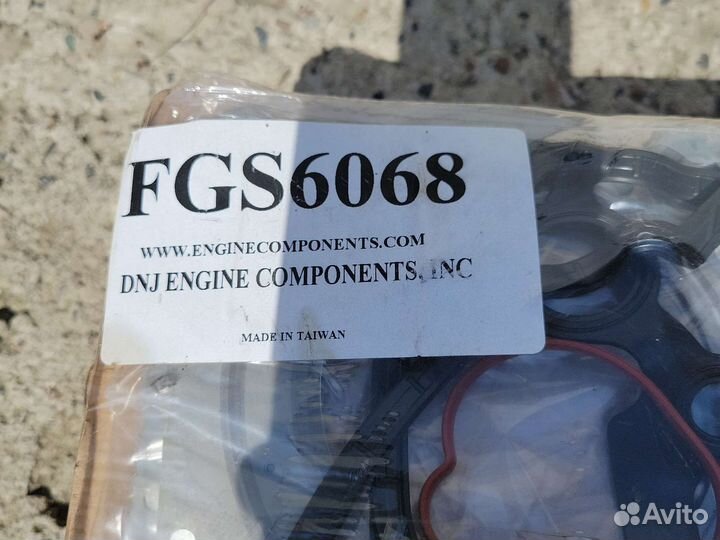 FGS6068
WWW.ENGINECOMPONENTS.COM
DNJ ENGINE COMPONENTS, INC
MADE IN TAIWAN
Avito